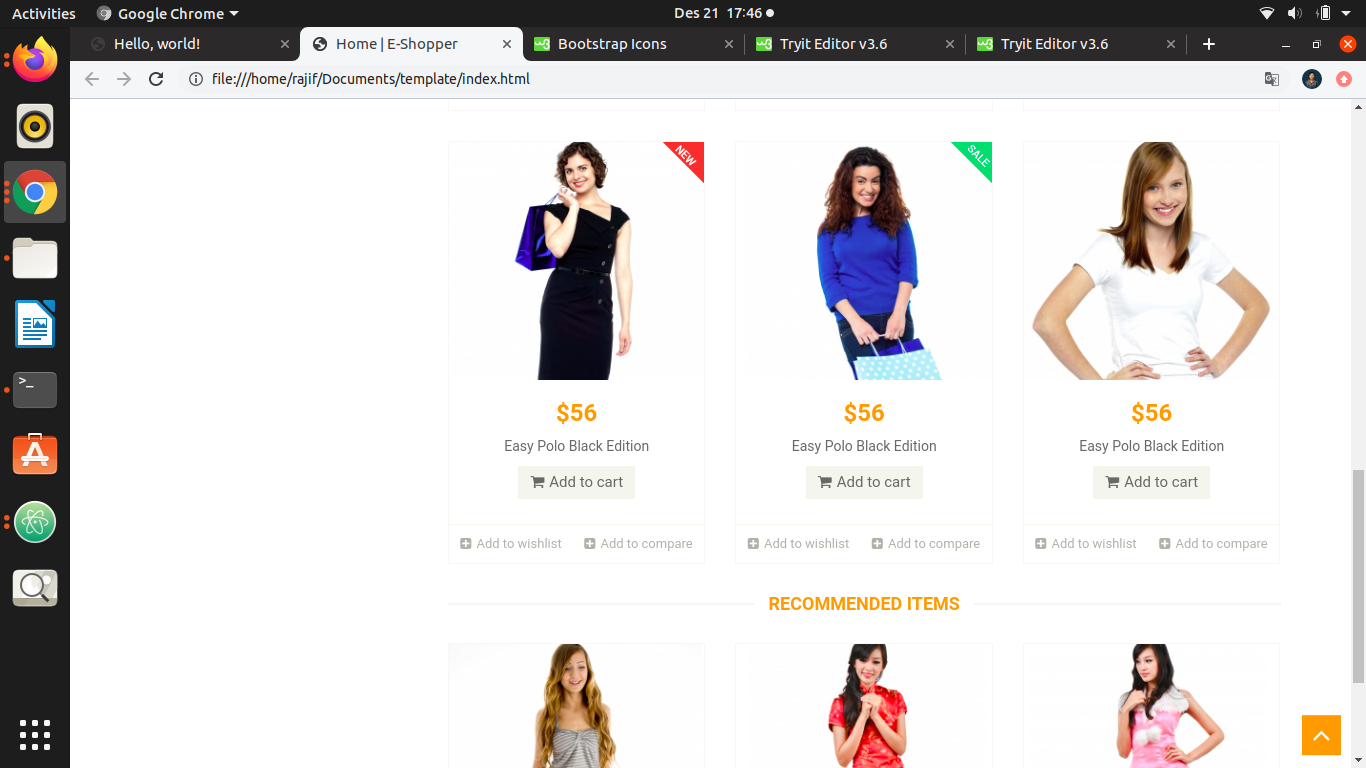 Activities
Google Chrome
Des 21 17:46
Hello, world!
Home | E-Shopper
Bootstrap Icons
Tryit Editor v3.6
Tryit Editor v3.6
file:///home/rajif/Documents/template/index.html
NEW
SALE
$56
$56
$56
Easy Polo Black Edition
Easy Polo Black Edition
Easy Polo Black Edition
Add to cart
Add to cart
Add to cart
Add to wishlist
Add to compare
Add to wishlist
Add to compare
Add to wishlist
Add to compare
RECOMMENDED ITEMS